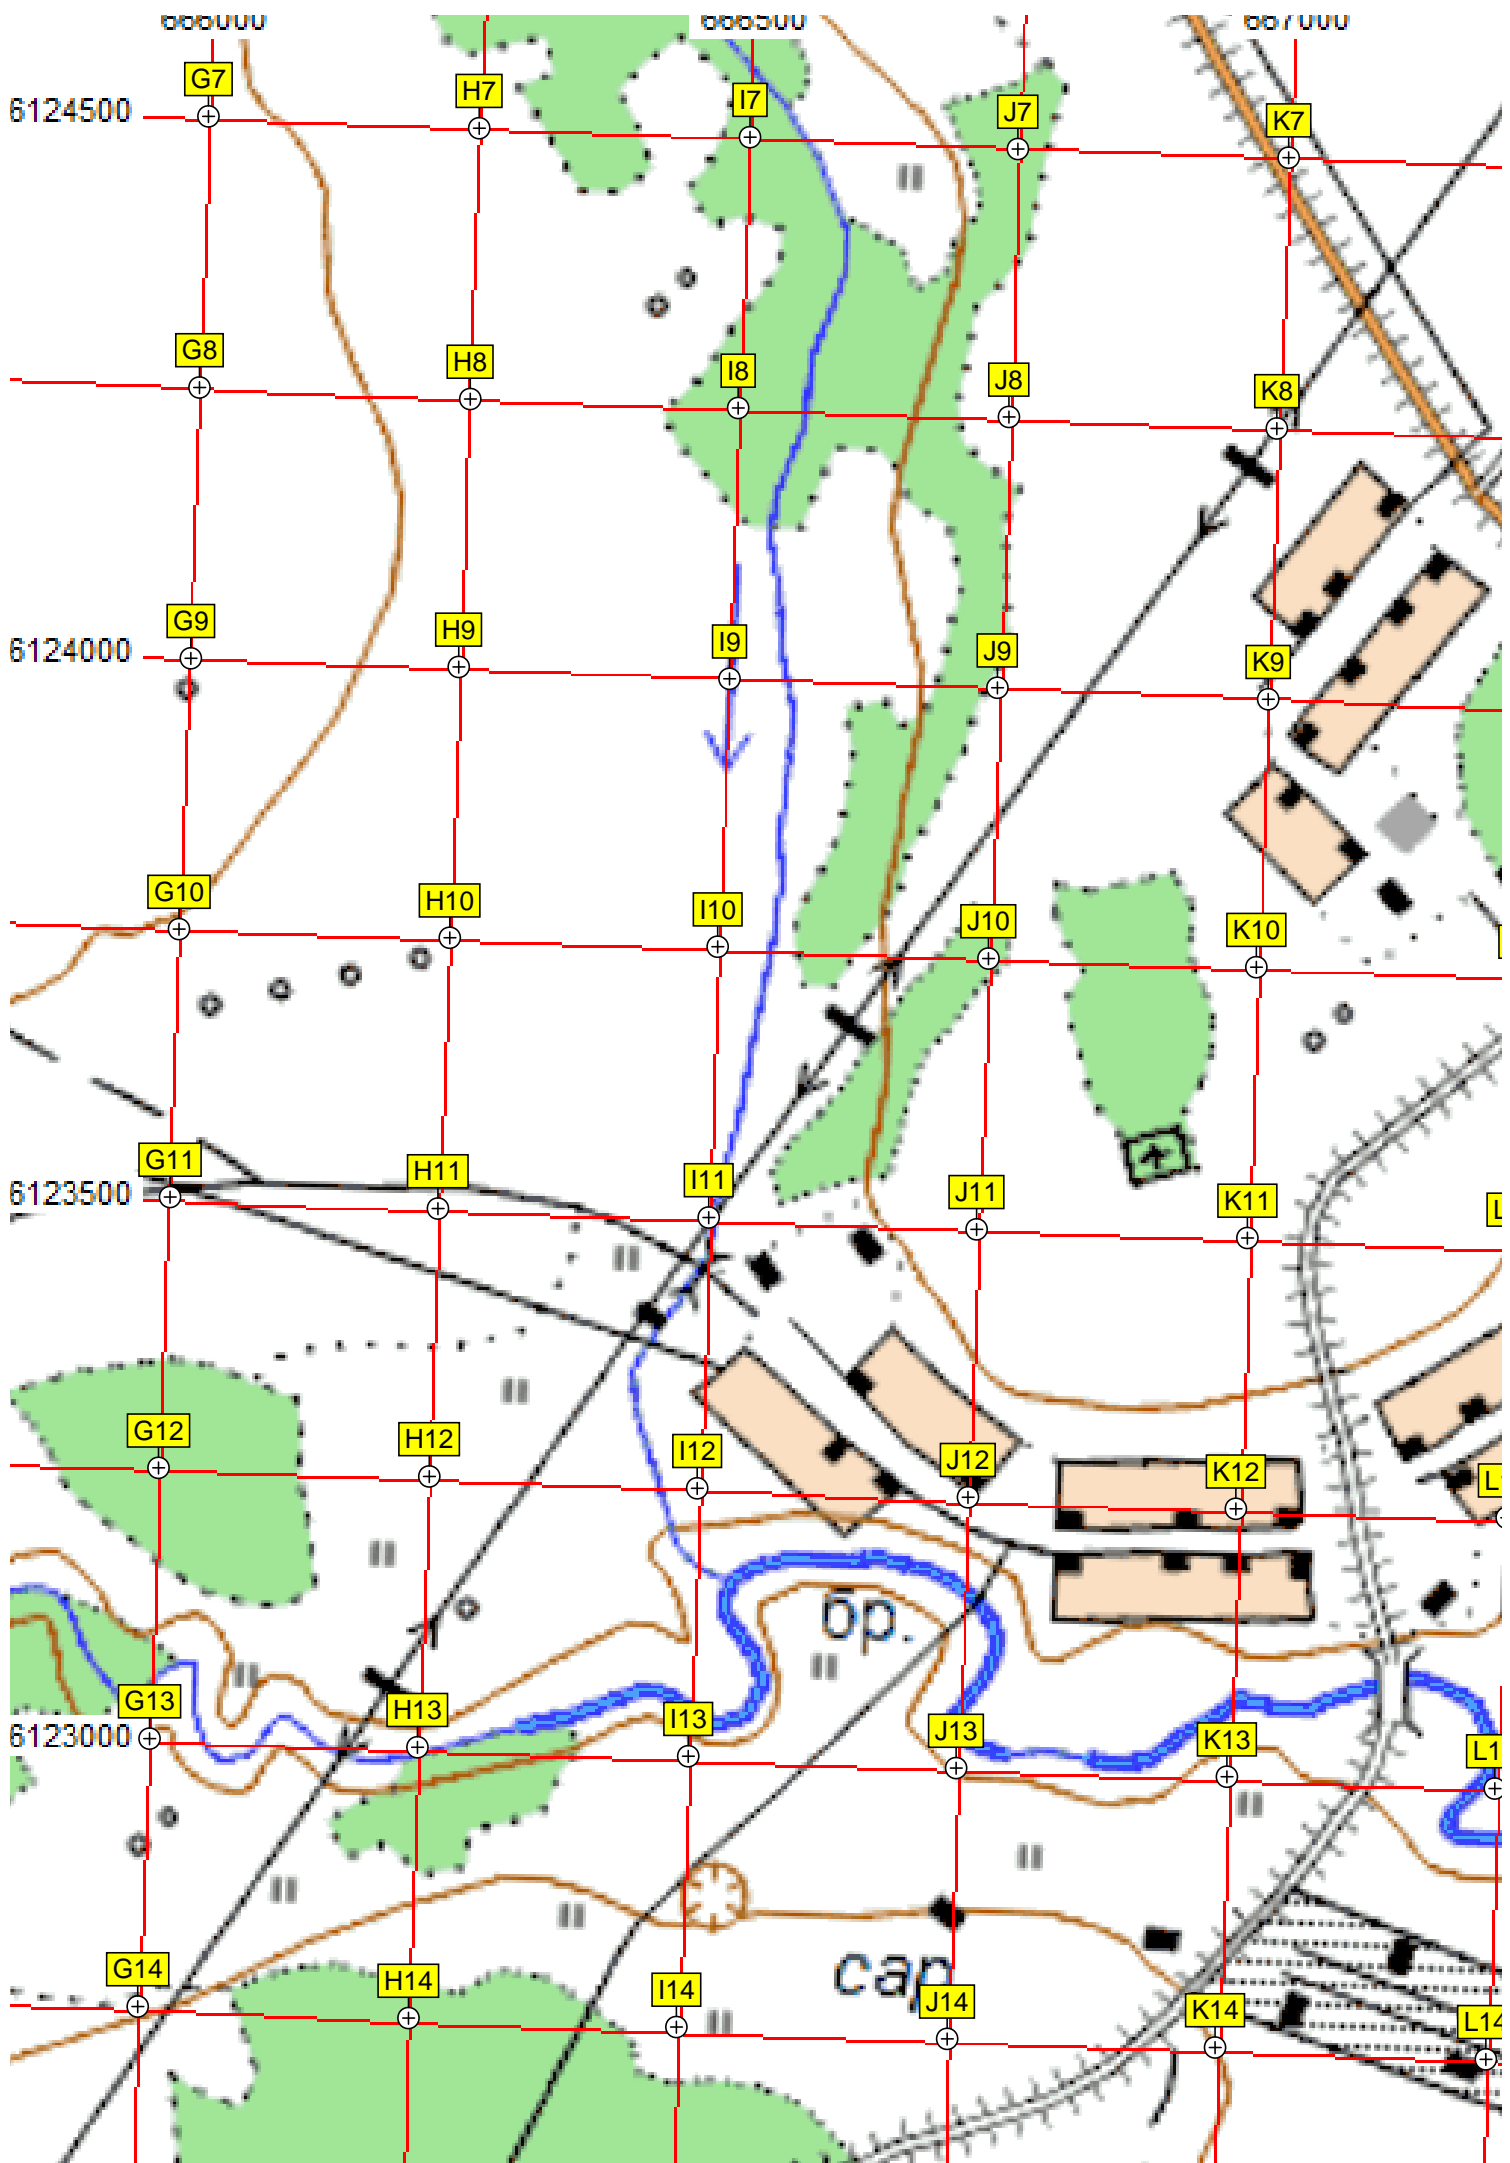 666000 666500 667000
G7 H7 I7 J7 K7
6124500
G8 H8 I8 J8 K8
6124000
G9 H9 I9 J9 K9
G10 H10 I10 J10 K10
6123500
G11 H11 I11 J11 K11
G12 H12 I12 J12 K12
бр.
6123000
G13 H13 I13 J13 K13
сар
G14 H14 I14 J14 K14 L14